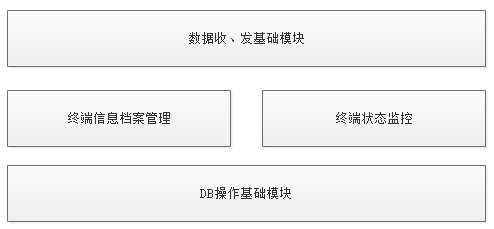 数据收、发基础模块
终端信息档案管理
终端状态监控
DB操作基础模块